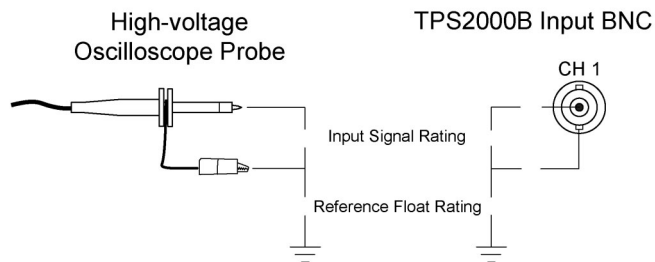 High-voltage
Oscilloscope Probe
TPS2000B Input BNC
CH 1
Input Signal Rating
Reference Float Rating